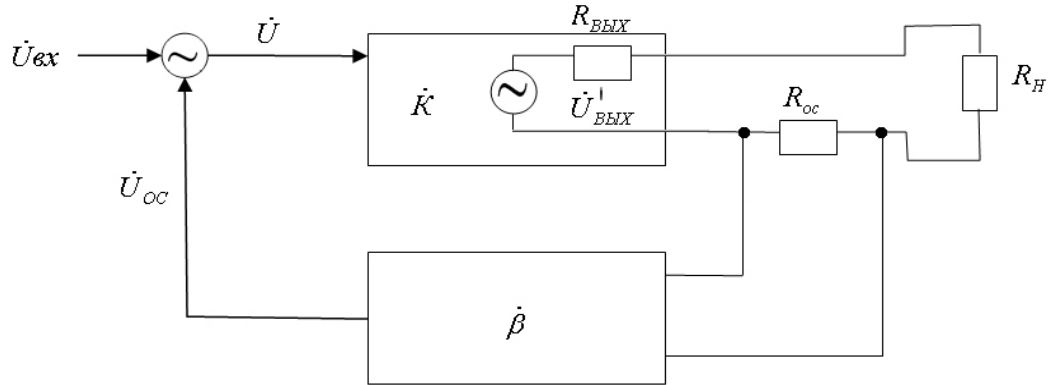 R_ВЫХ
U̇
U̇вх
K̇
U̇'_ВЫХ
R_ос
R_Н
U̇_ОС
β̇